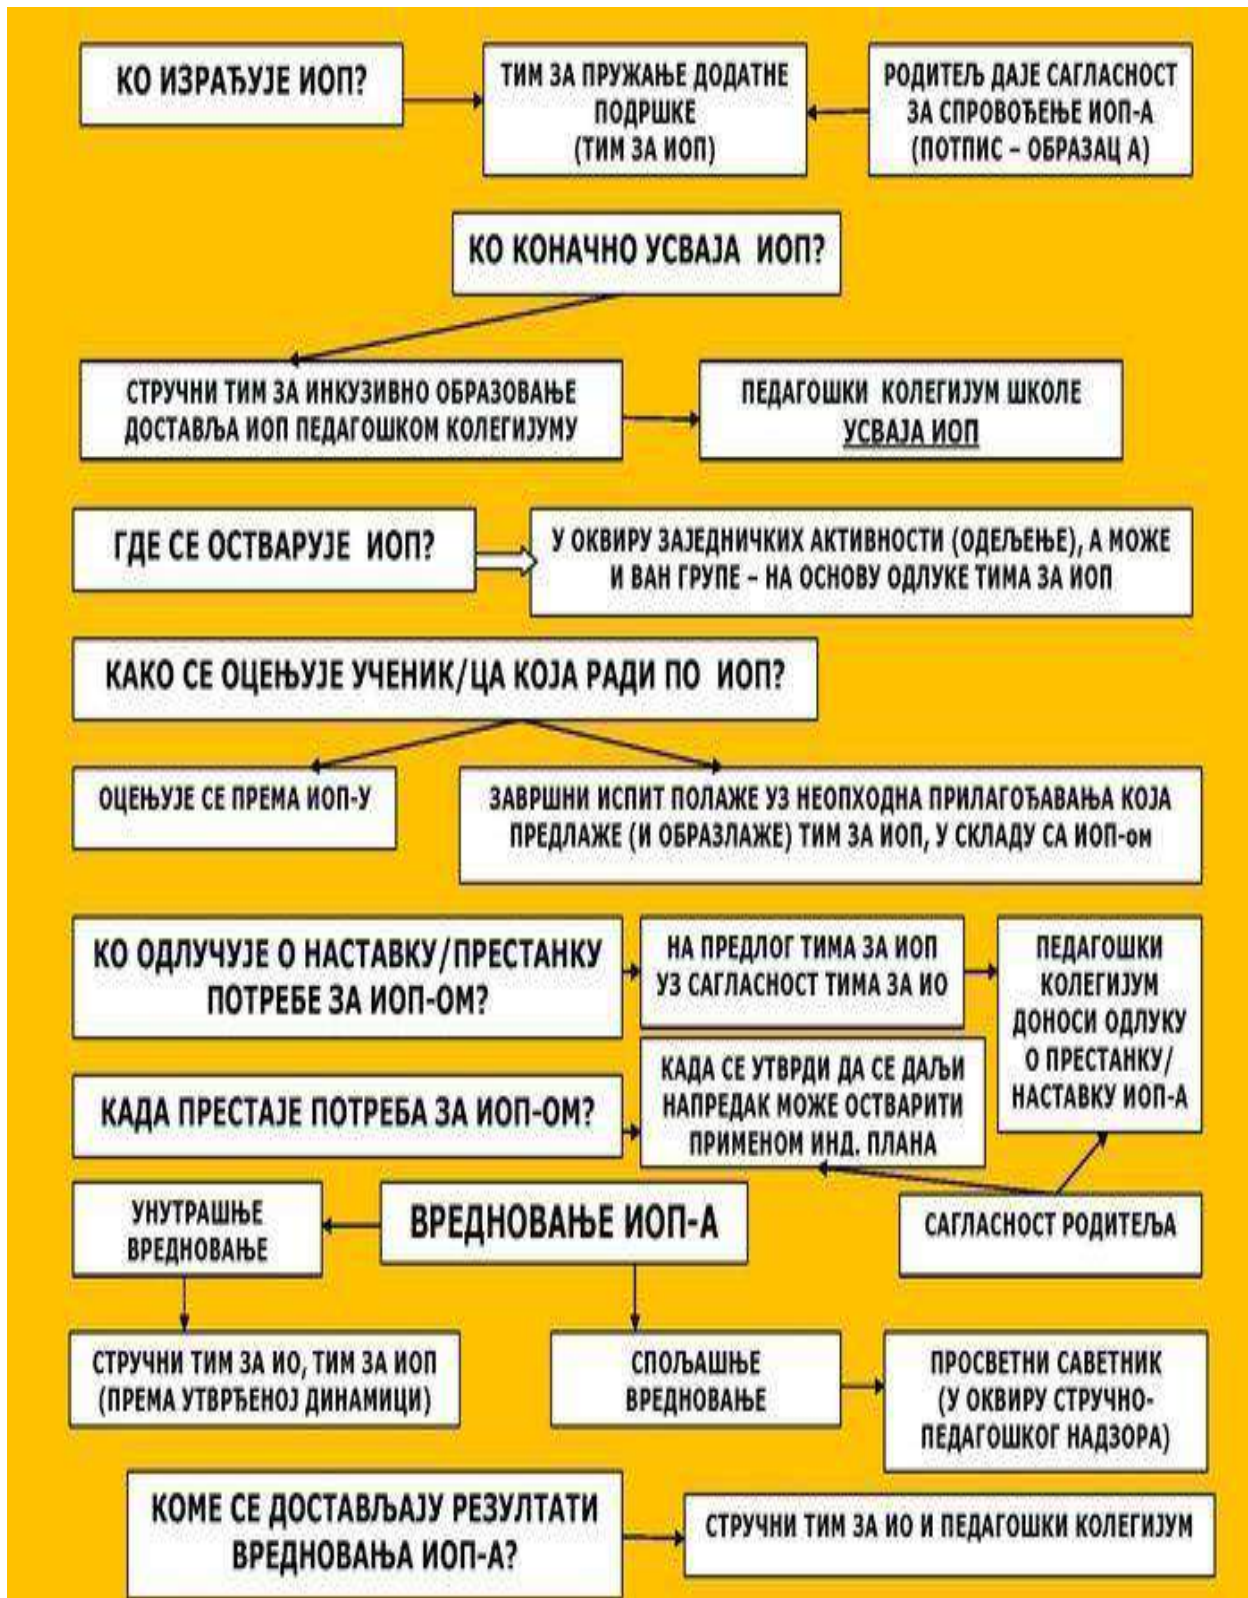 КО ИЗРАЂУЈЕ ИОП?
ТИМ ЗА ПРУЖАЊЕ ДОДАТНЕ
ПОДРШКЕ
(ТИМ ЗА ИОП)
РОДИТЕЉ ДАЈЕ САГЛАСНОСТ
ЗА СПРОВОЂЕЊЕ ИОП-А
(ПОТПИС – ОБРАЗАЦ А)
КО КОНАЧНО УСВАЈА ИОП?
СТРУЧНИ ТИМ ЗА ИНКУЗИВНО ОБРАЗОВАЊЕ
ДОСТАВЉА ИОП ПЕДАГОШКОМ КОЛЕГИЈУМУ
ПЕДАГОШКИ КОЛЕГИЈУМ ШКОЛЕ
УСВАЈА ИОП
ГДЕ СЕ ОСТВАРУЈЕ ИОП?
У ОКВИРУ ЗАЈЕДНИЧКИХ АКТИВНОСТИ (ОДЕЉЕЊЕ), А МОЖЕ
И ВАН ГРУПЕ – НА ОСНОВУ ОДЛУКЕ ТИМА ЗА ИОП
КАКО СЕ ОЦЕЊУЈЕ УЧЕНИК/ЦА КОЈА РАДИ ПО ИОП?
ОЦЕЊУЈЕ СЕ ПРЕМА ИОП-У
ЗАВРШНИ ИСПИТ ПОЛАЖЕ УЗ НЕОПХОДНА ПРИЛАГОЂАВАЊА КОЈА
ПРЕДЛАЖЕ (И ОБРАЗЛАЖЕ) ТИМ ЗА ИОП, У СКЛАДУ СА ИОП-ом
КО ОДЛУЧУЈЕ О НАСТАВКУ/ПРЕСТАНКУ
ПОТРЕБЕ ЗА ИОП-ОМ?
НА ПРЕДЛОГ ТИМА ЗА ИОП
УЗ САГЛАСНОСТ ТИМА ЗА ИО
ПЕДАГОШКИ
КОЛЕГИЈУМ
ДОНОСИ ОДЛУКУ
О ПРЕСТАНКУ/
НАСТАВКУ ИОП-А
КАДА ПРЕСТАЈЕ ПОТРЕБА ЗА ИОП-ОМ?
КАДА СЕ УТВРДИ ДА СЕ ДАЉИ
НАПРЕДАК МОЖЕ ОСТВАРИТИ
ПРИМЕНОМ ИНД. ПЛАНА
УНУТРАШЊЕ
ВРЕДНОВАЊЕ
ВРЕДНОВАЊЕ ИОП-А
САГЛАСНОСТ РОДИТЕЉА
СТРУЧНИ ТИМ ЗА ИО, ТИМ ЗА ИОП
(ПРЕМА УТВРЂЕНОЈ ДИНАМИЦИ)
СПОЉАШЊЕ
ВРЕДНОВАЊЕ
ПРОСВЕТНИ САВЕТНИК
(У ОКВИРУ СТРУЧНО-
ПЕДАГОШКОГ НАДЗОРА)
КОМЕ СЕ ДОСТАВЉАЈУ РЕЗУЛТАТИ
ВРЕДНОВАЊА ИОП-А?
СТРУЧНИ ТИМ ЗА ИО И ПЕДАГОШКИ КОЛЕГИЈУМ